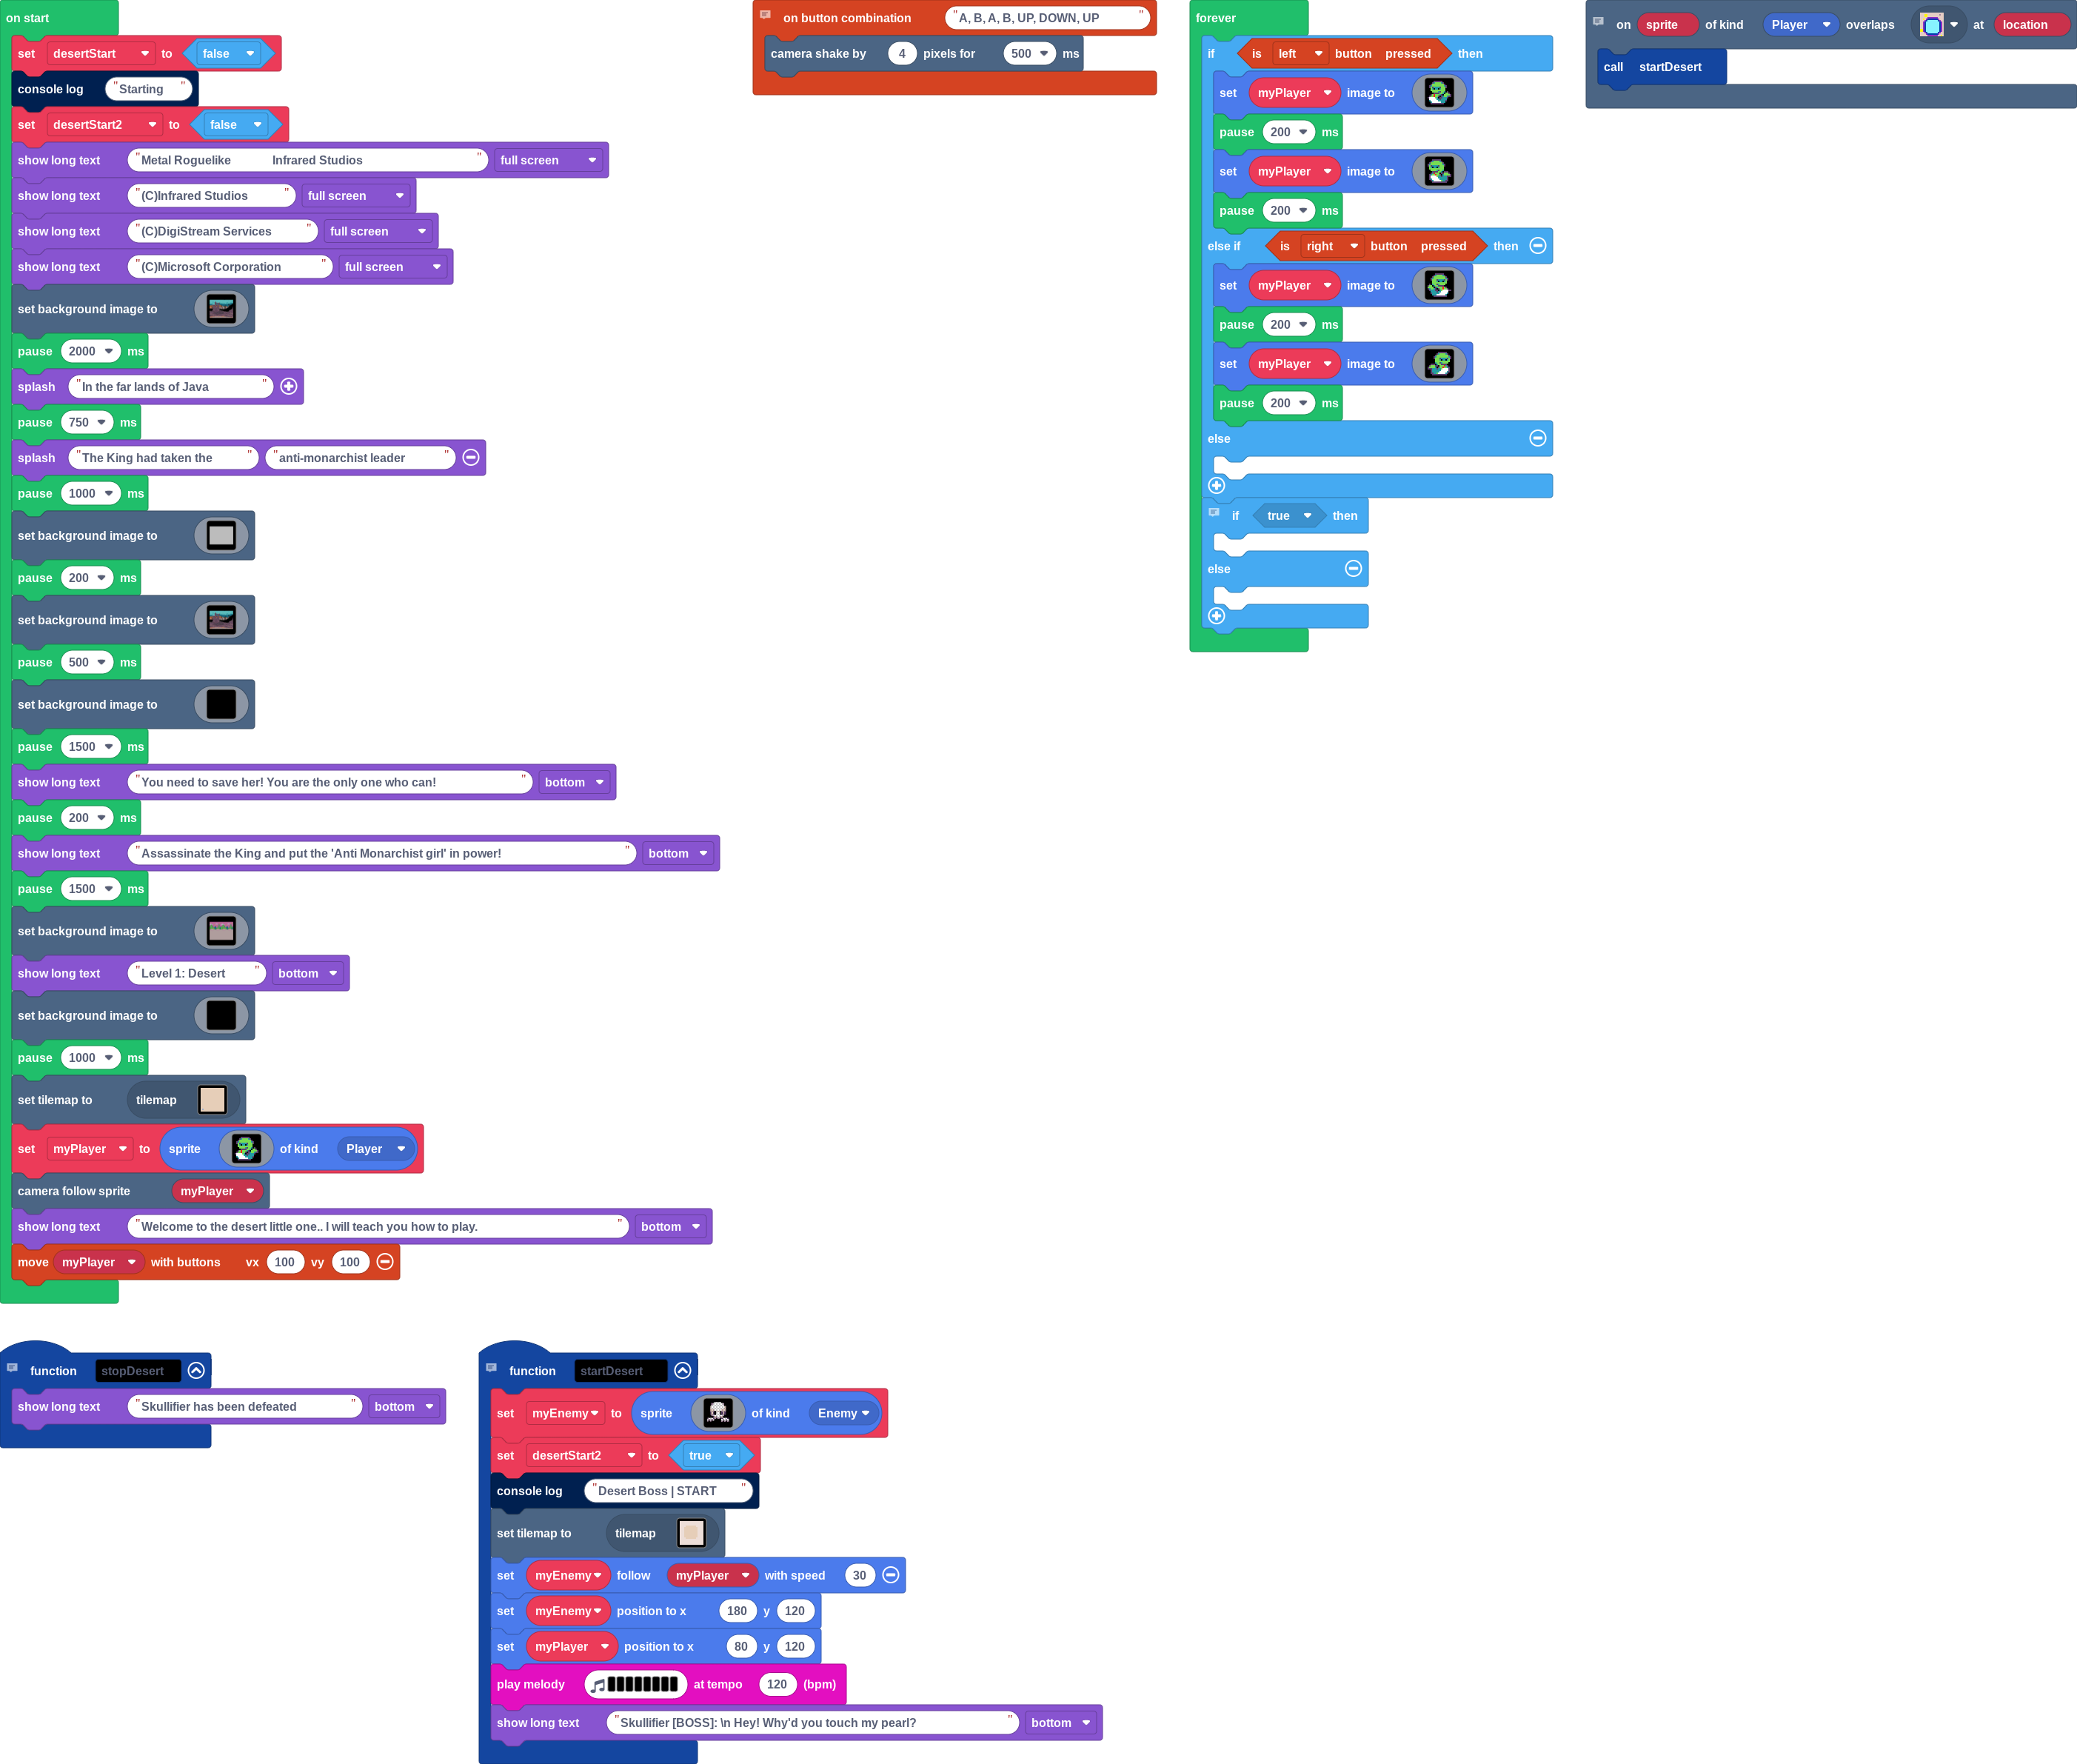 on start
set desertStart to false
console log "Starting"
set desertStart2 to false
show long text "Metal Roguelike Infrared Studios" full screen
show long text "(C)Infrared Studios" full screen
show long text "(C)DigiStream Services" full screen
show long text "(C)Microsoft Corporation" full screen
set background image to
pause 2000 ms
splash "In the far lands of Java"
pause 750 ms
splash "The King had taken the" "anti-monarchist leader"
pause 1000 ms
set background image to
pause 200 ms
set background image to
pause 500 ms
set background image to
pause 1500 ms
show long text "You need to save her! You are the only one who can!" bottom
pause 200 ms
show long text "Assassinate the King and put the 'Anti Monarchist girl' in power!" bottom
pause 1500 ms
set background image to
show long text "Level 1: Desert" bottom
set background image to
pause 1000 ms
set tilemap to tilemap
set myPlayer to sprite of kind Player
camera follow sprite myPlayer
show long text "Welcome to the desert little one.. I will teach you how to play." bottom
move myPlayer with buttons vx 100 vy 100
on button combination "A, B, A, B, UP, DOWN, UP"
camera shake by 4 pixels for 500 ms
forever
if is left button pressed then
set myPlayer image to
pause 200 ms
set myPlayer image to
pause 200 ms
else if is right button pressed then
set myPlayer image to
pause 200 ms
set myPlayer image to
pause 200 ms
else
if true then
else
on sprite of kind Player overlaps at location
call startDesert
function stopDesert
show long text "Skullifier has been defeated" bottom
function startDesert
set myEnemy to sprite of kind Enemy
set desertStart2 to true
console log "Desert Boss | START"
set tilemap to tilemap
set myEnemy follow myPlayer with speed 30
set myEnemy position to x 180 y 120
set myPlayer position to x 80 y 120
play melody at tempo 120 (bpm)
show long text "Skullifier [BOSS]: \n Hey! Why'd you touch my pearl?" bottom